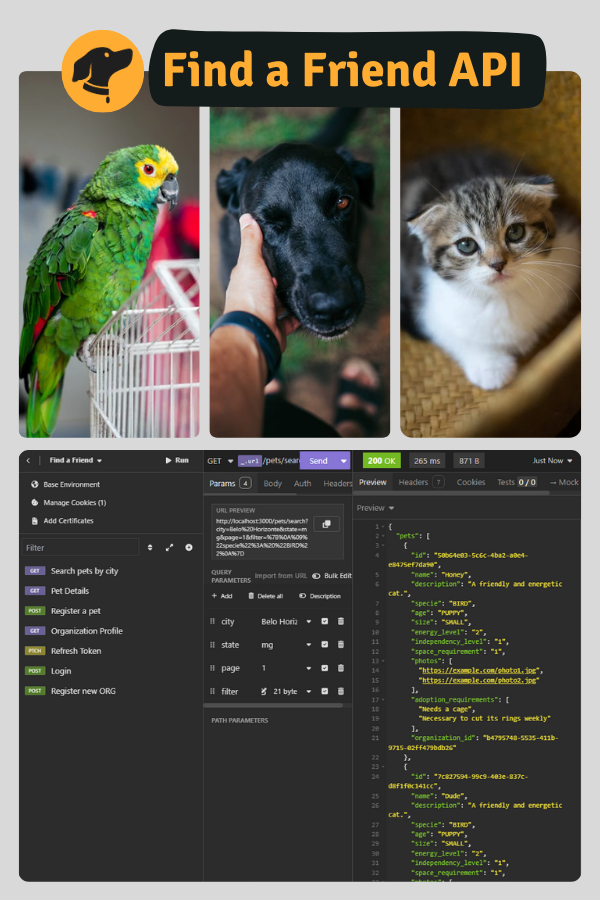 Find a Friend API
Find a Friend
Run
Base Environment
Manage Cookies (1)
Add Certificates
Filter
GET Search pets by city
GET Pet Details
POST Register a pet
GET Organization Profile
PTCH Refresh Token
POST Login
POST Register new ORG
GET _.url /pets/sear Send
Params 4 Body Auth Headers
URL PREVIEW
http://localhost:3000/pets/search?
city=Belo%20Horizonte&state=m
g&page=1&filter=%7B%0A%09%
22specie%22%3A%20%22BIRD%2
2%0A%7D
QUERY PARAMETERS Import from URL Bulk Edit
Add Delete all Description
city Belo Horiz
state mg
page 1
filter 21 byte
PATH PARAMETERS
200 OK 265 ms 871 B Just Now
Preview Headers ? Cookies Tests 0 / 0 → Mock
Preview
1 {
2 "pets": [
3 {
4 "id": "50b64e03-5c6c-4ba2-a0e4-
e8475ef7da90",
5 "name": "Honey",
6 "description": "A friendly and energetic
cat.",
7 "specie": "BIRD",
8 "age": "PUPPY",
9 "size": "SMALL",
10 "energy_level": "2",
11 "independency_level": "1",
12 "space_requirement": "1",
13 "photos": [
14 "https://example.com/photo1.jpg",
15 "https://example.com/photo2.jpg"
16 ],
17 "adoption_requirements": [
18 "Needs a cage",
19 "Necessary to cut its rings weekly"
20 ],
21 "organization_id": "b4795748-5535-411b-
9715-02ff479bdb26"
22 },
23 {
24 "id": "7c827594-99c9-403e-837c-
d8f1f0c141cc",
25 "name": "Dude",
26 "description": "A friendly and energetic
cat.",
27 "specie": "BIRD",
28 "age": "PUPPY",
29 "size": "SMALL",
30 "energy_level": "2",
31 "independency_level": "1",
32 "space_requirement": "1",